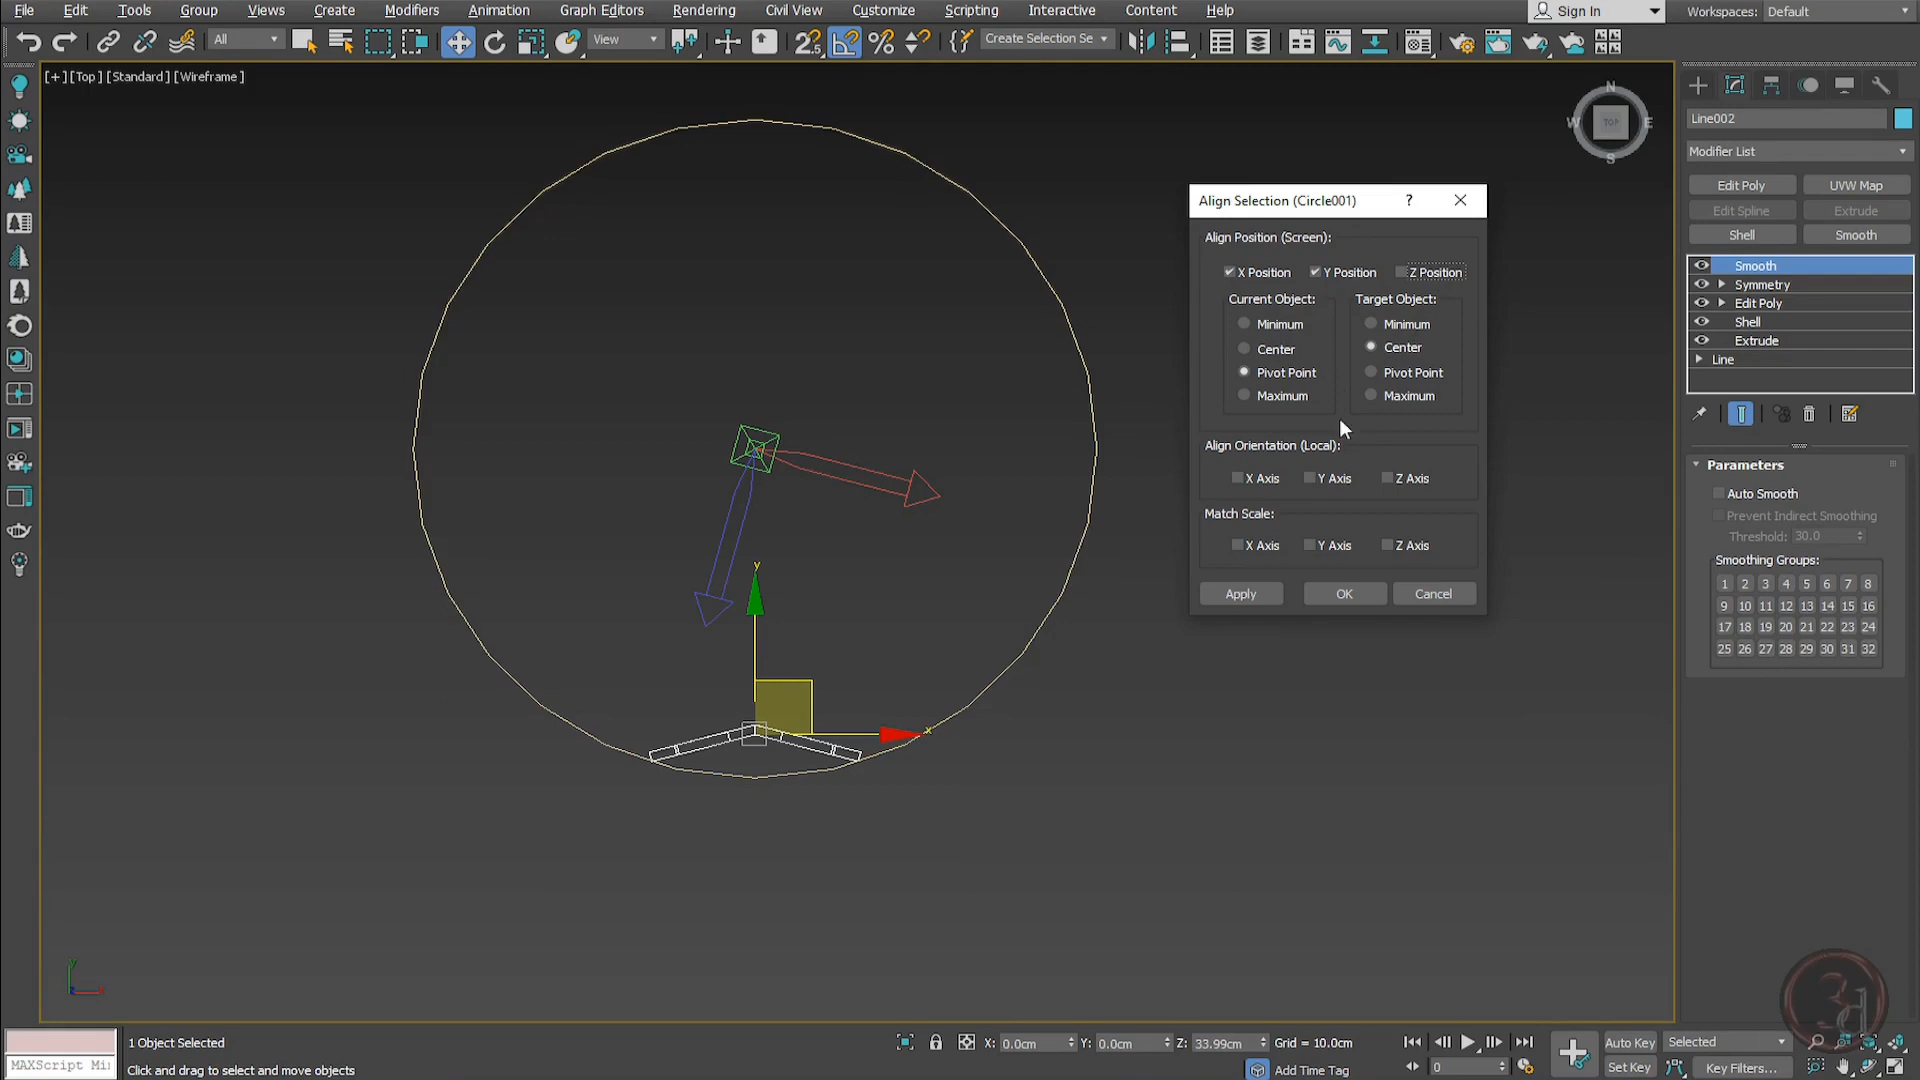 File Edit Tools Group Views Create Modifiers Animation Graph Editors Rendering Civil View Customize Scripting Interactive Content Help Sign In Workspaces: Default
All View Create Selection Se
[+] [Top ] [Standard ] [Wireframe ]
N
W TOP E
S
Line002
Modifier List
Edit Poly UVW Map
Edit Spline Extrude
Shell Smooth
Smooth
Symmetry
Edit Poly
Shell
Extrude
Line
Parameters
Auto Smooth
Prevent Indirect Smoothing
Threshold: 30.0
Smoothing Groups:
1 2 3 4 5 6 7 8
9 10 11 12 13 14 15 16
17 18 19 20 21 22 23 24
25 26 27 28 29 30 31 32
Align Selection (Circle001) ?
Align Position (Screen):
X Position Y Position Z Position
Current Object: Target Object:
Minimum Minimum
Center Center
Pivot Point Pivot Point
Maximum Maximum
Align Orientation (Local):
X Axis Y Axis Z Axis
Match Scale:
X Axis Y Axis Z Axis
Apply OK Cancel
y
x
1 Object Selected X: 0.0cm Y: 0.0cm Z: 33.99cm Grid = 10.0cm Auto Key Selected
MAXScript Mi Click and drag to select and move objects Add Time Tag 0 Set Key Key Filters...